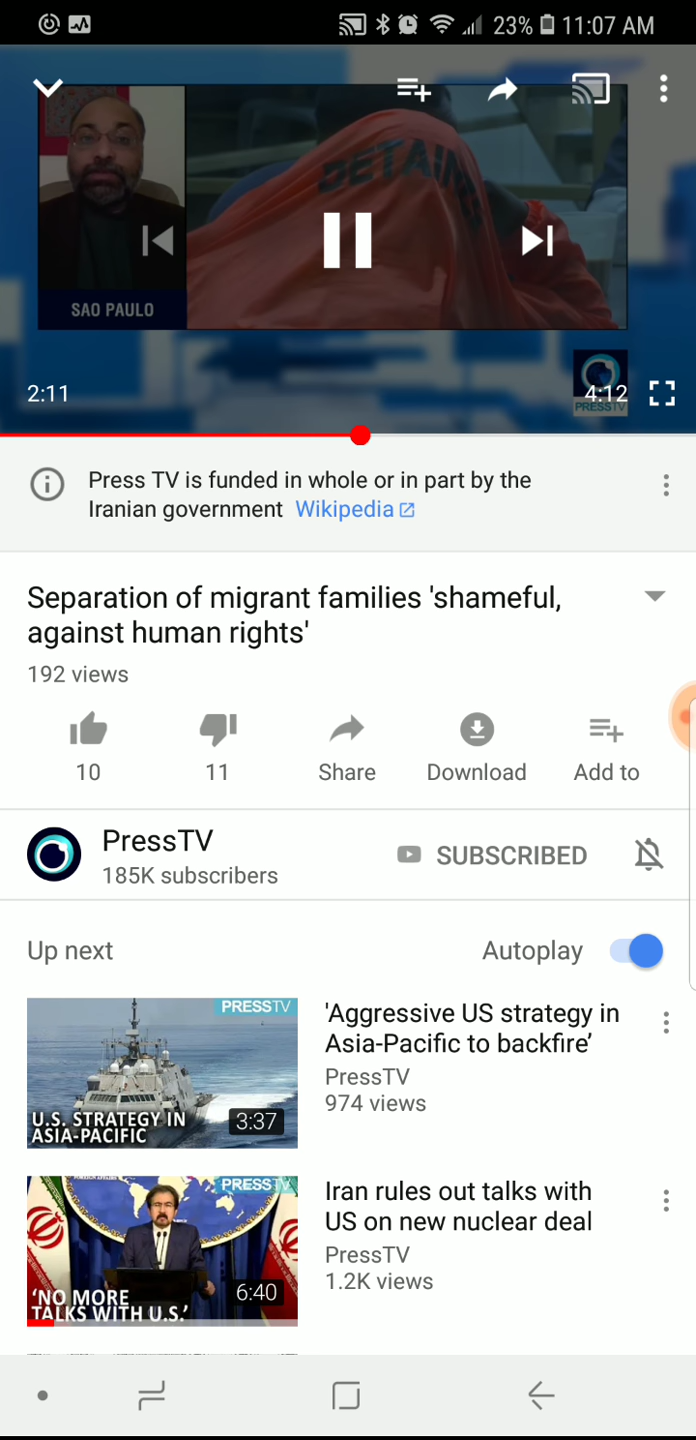 23% 11:07 AM
DETAIN
SAO PAULO
2:11
4:12
PRESSTV
Press TV is funded in whole or in part by the
Iranian government Wikipedia
Separation of migrant families 'shameful,
against human rights'
192 views
10
11
Share
Download
Add to
PressTV
SUBSCRIBED
185K subscribers
Up next
Autoplay
PRESSTV
U.S. STRATEGY IN
ASIA-PACIFIC
3:37
'Aggressive US strategy in
Asia-Pacific to backfire’
PressTV
974 views
PRESSTV
‘NO MORE
TALKS WITH U.S.’
6:40
Iran rules out talks with
US on new nuclear deal
PressTV
1.2K views